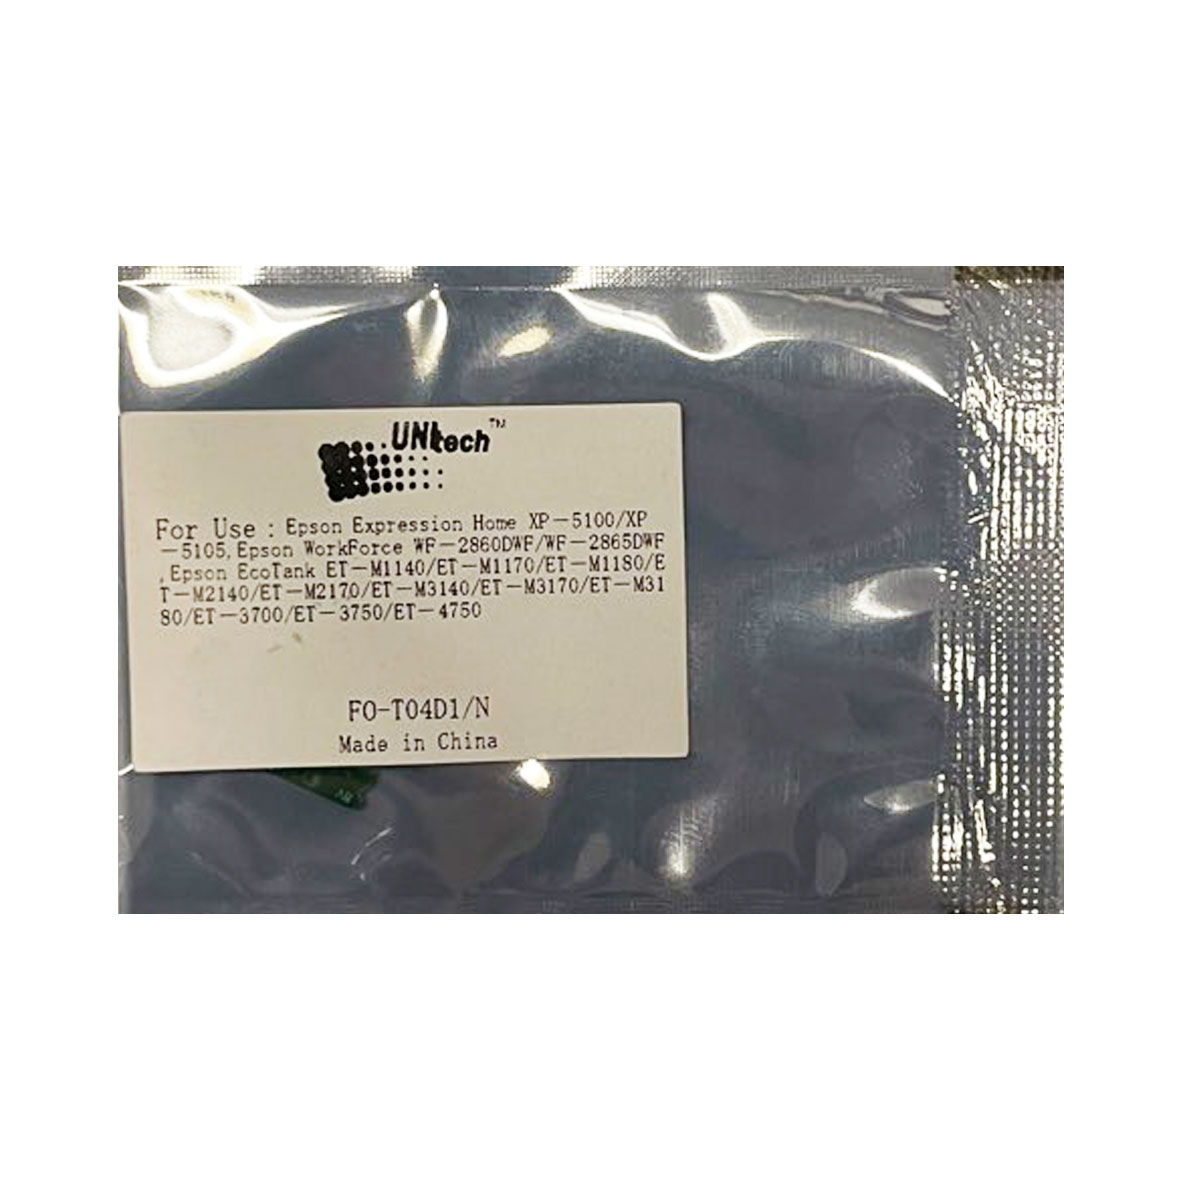 UNItech™
For Use : Epson Expression Home XP-5100/XP
-5105,Epson WorkForce WF-2860DWF/WF-2865DWF
,Epson EcoTank ET-M1140/ET-M1170/ET-M1180/E
T-M2140/ET-M2170/ET-M3140/ET-M3170/ET-M31
80/ET-3700/ET-3750/ET-4750
FO-T04D1/N
Made in China